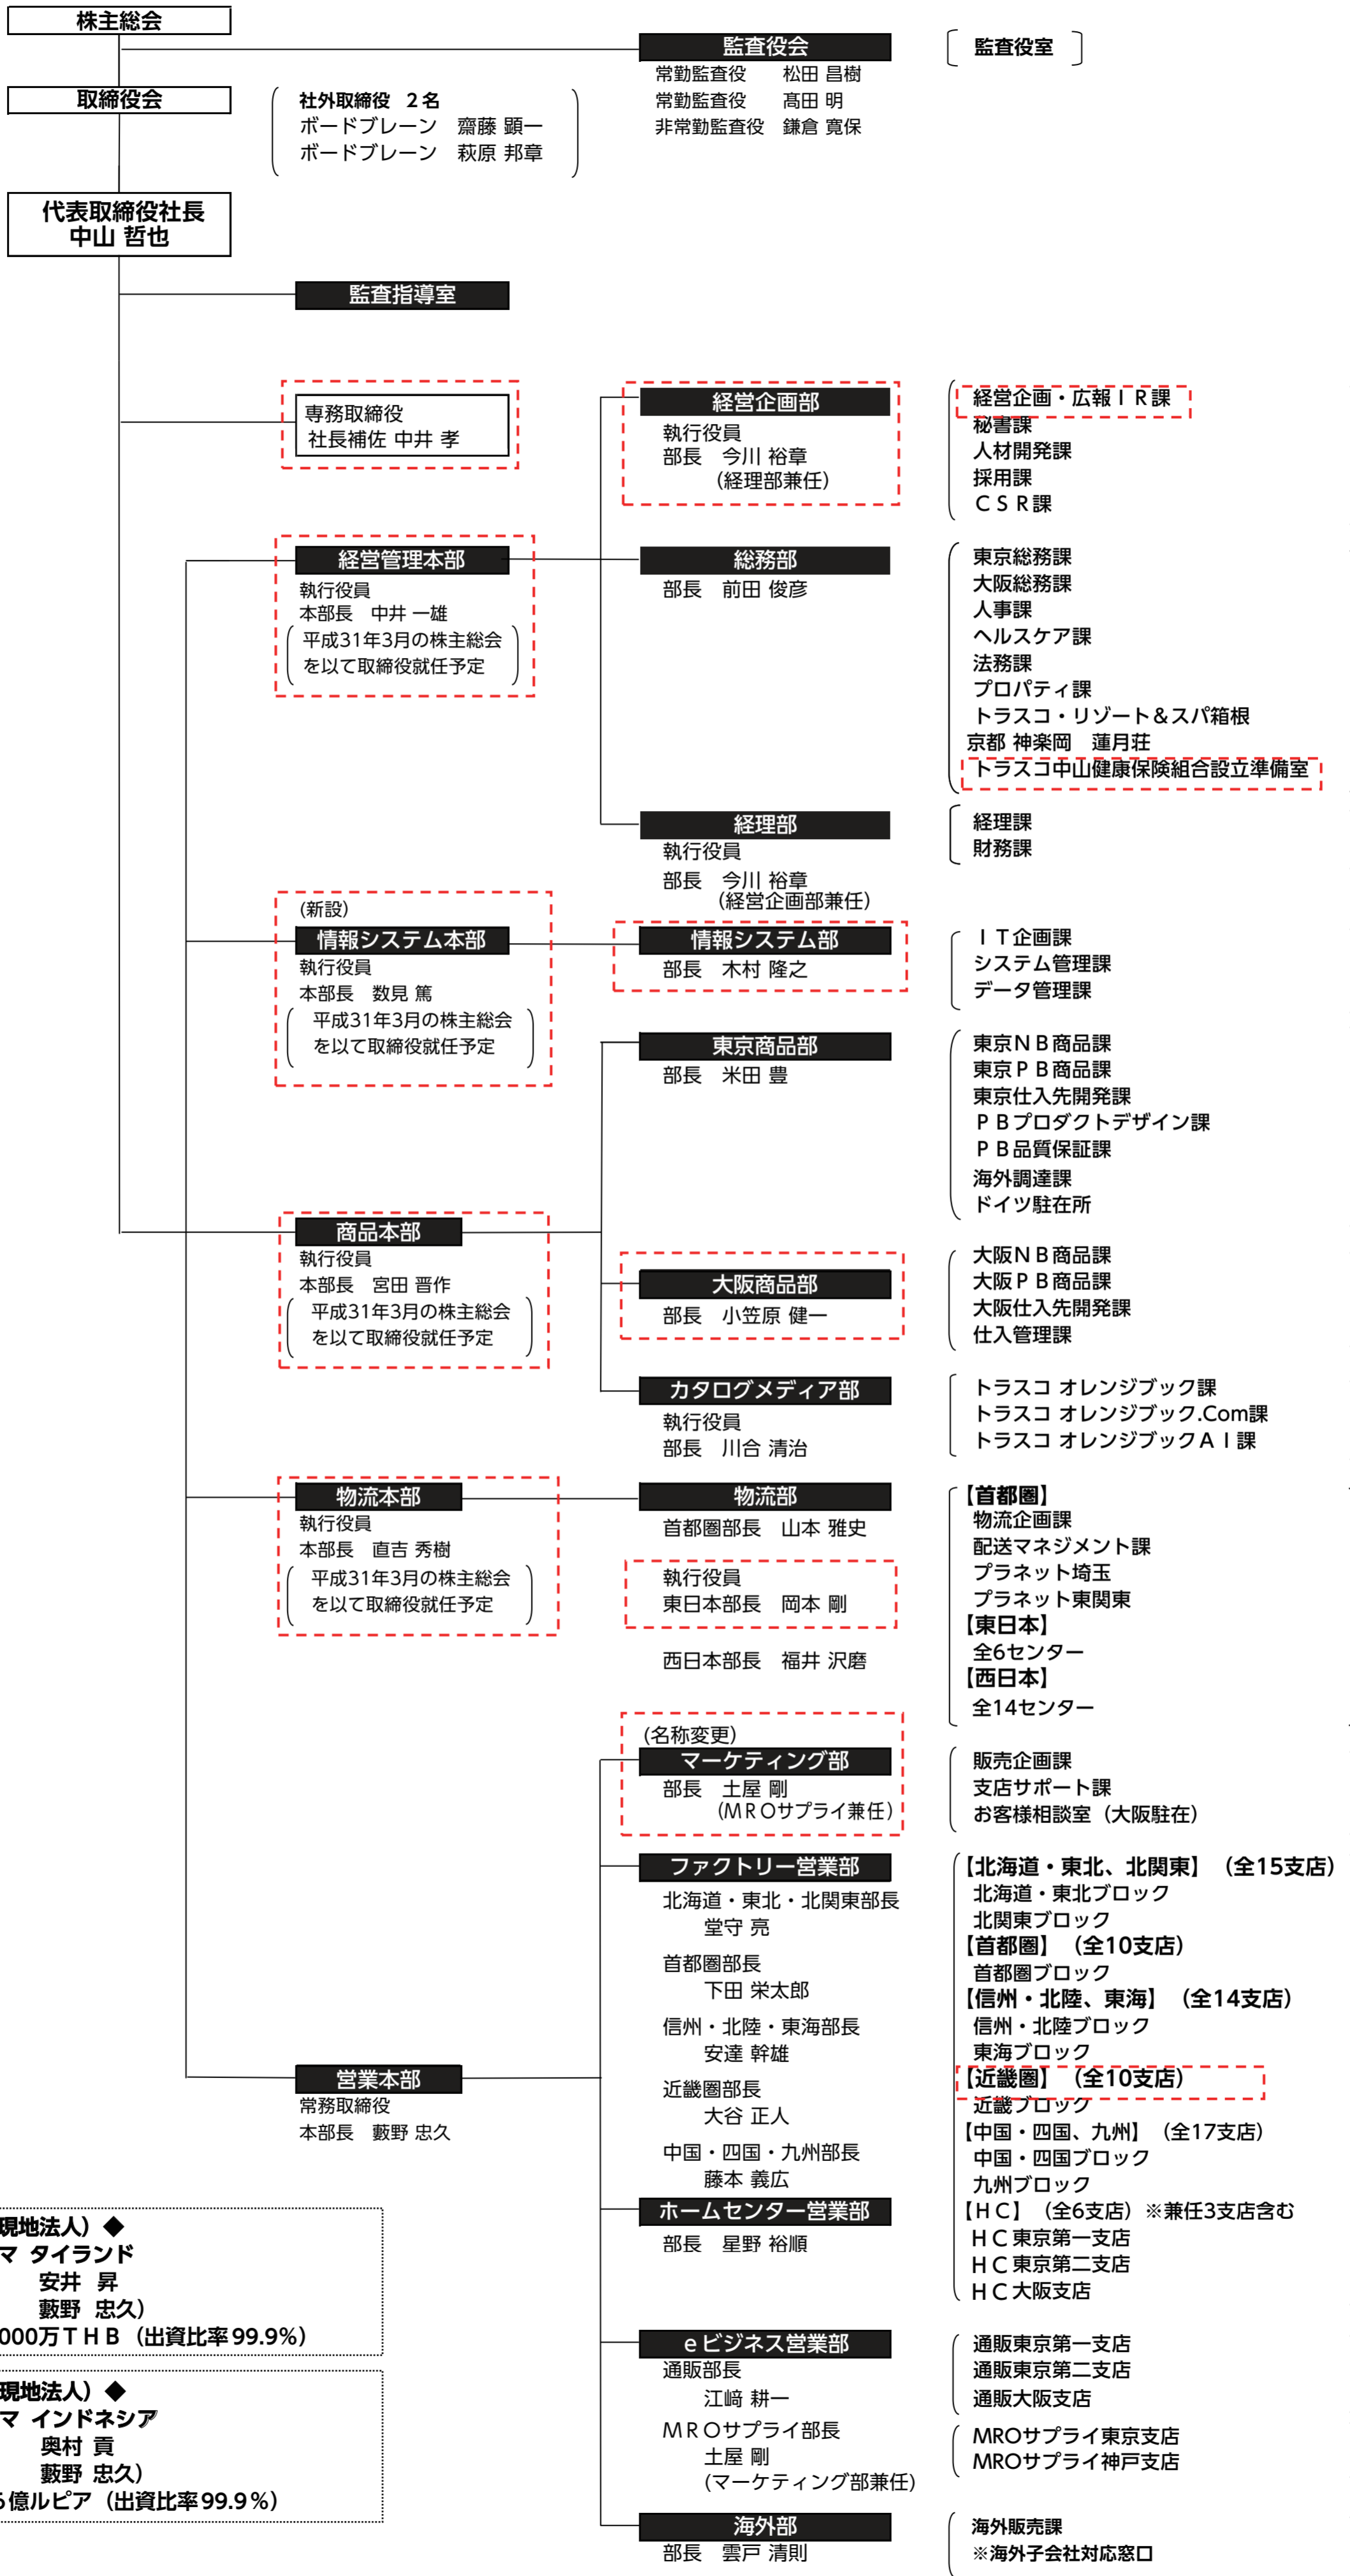 株主総会
監査役会
監査役室
常勤監査役　松田 昌樹
常勤監査役　髙田 明
非常勤監査役　鎌倉 寛保
取締役会
社外取締役　２名
ボードブレーン　齋藤 顕一
ボードブレーン　萩原 邦章
代表取締役社長
中山 哲也
監査指導室
専務取締役
社長補佐 中井 孝
経営企画部
執行役員
部長　今川 裕章
（経理部兼任）
経営企画・広報ＩＲ課
秘書課
人材開発課
採用課
ＣＳＲ課
経営管理本部
執行役員
本部長　中井 一雄
平成31年3月の株主総会
を以て取締役就任予定
総務部
部長　前田 俊彦
東京総務課
大阪総務課
人事課
ヘルスケア課
法務課
プロパティ課
トラスコ・リゾート＆スパ箱根
京都 神楽岡　蓮月荘
トラスコ中山健康保険組合設立準備室
経理部
執行役員
部長　今川 裕章
（経営企画部兼任）
経理課
財務課
(新設)
情報システム本部
執行役員
本部長　数見 篤
平成31年3月の株主総会
を以て取締役就任予定
情報システム部
部長　木村 隆之
ＩＴ企画課
システム管理課
データ管理課
東京商品部
部長　米田 豊
東京ＮＢ商品課
東京ＰＢ商品課
東京仕入先開発課
ＰＢプロダクトデザイン課
ＰＢ品質保証課
海外調達課
ドイツ駐在所
商品本部
執行役員
本部長　宮田 晋作
平成31年3月の株主総会
を以て取締役就任予定
大阪商品部
部長　小笠原 健一
大阪ＮＢ商品課
大阪ＰＢ商品課
大阪仕入先開発課
仕入管理課
カタログメディア部
執行役員
部長　川合 清治
トラスコ オレンジブック課
トラスコ オレンジブック.Com課
トラスコ オレンジブックＡＩ課
物流本部
執行役員
本部長　直吉 秀樹
平成31年3月の株主総会
を以て取締役就任予定
物流部
首都圏部長　山本 雅史
執行役員
東日本部長　岡本 剛
西日本部長　福井 沢磨
【首都圏】
物流企画課
配送マネジメント課
プラネット埼玉
プラネット東関東
【東日本】
全6センター
【西日本】
全14センター
(名称変更)
マーケティング部
部長　土屋 剛
（ＭＲＯサプライ兼任）
販売企画課
支店サポート課
お客様相談室（大阪駐在）
営業本部
常務取締役
本部長　藪野 忠久
ファクトリー営業部
北海道・東北・北関東部長
堂守 亮
首都圏部長
下田 栄太郎
信州・北陸・東海部長
安達 幹雄
近畿圏部長
大谷 正人
中国・四国・九州部長
藤本 義広
【北海道・東北、北関東】（全15支店）
北海道・東北ブロック
北関東ブロック
【首都圏】（全10支店）
首都圏ブロック
【信州・北陸、東海】（全14支店）
信州・北陸ブロック
東海ブロック
【近畿圏】（全10支店）
近畿ブロック
【中国・四国、九州】（全17支店）
中国・四国ブロック
九州ブロック
ホームセンター営業部
部長　星野 裕順
【ＨＣ】（全6支店）※兼任3支店含む
ＨＣ東京第一支店
ＨＣ東京第二支店
ＨＣ大阪支店
ｅビジネス営業部
通販部長
江﨑 耕一
ＭＲＯサプライ部長
土屋 剛
(マーケティング部兼任)
通販東京第一支店
通販東京第二支店
通販大阪支店
MROサプライ東京支店
MROサプライ神戸支店
海外部
部長　雲戸 清則
海外販売課
※海外子会社対応窓口
現地法人）◆
マ タイランド
安井 昇
藪野 忠久）
000万ＴＨＢ（出資比率99.9％）
現地法人）◆
マ インドネシア
奥村 貢
藪野 忠久）
億ルピア（出資比率99.9％）